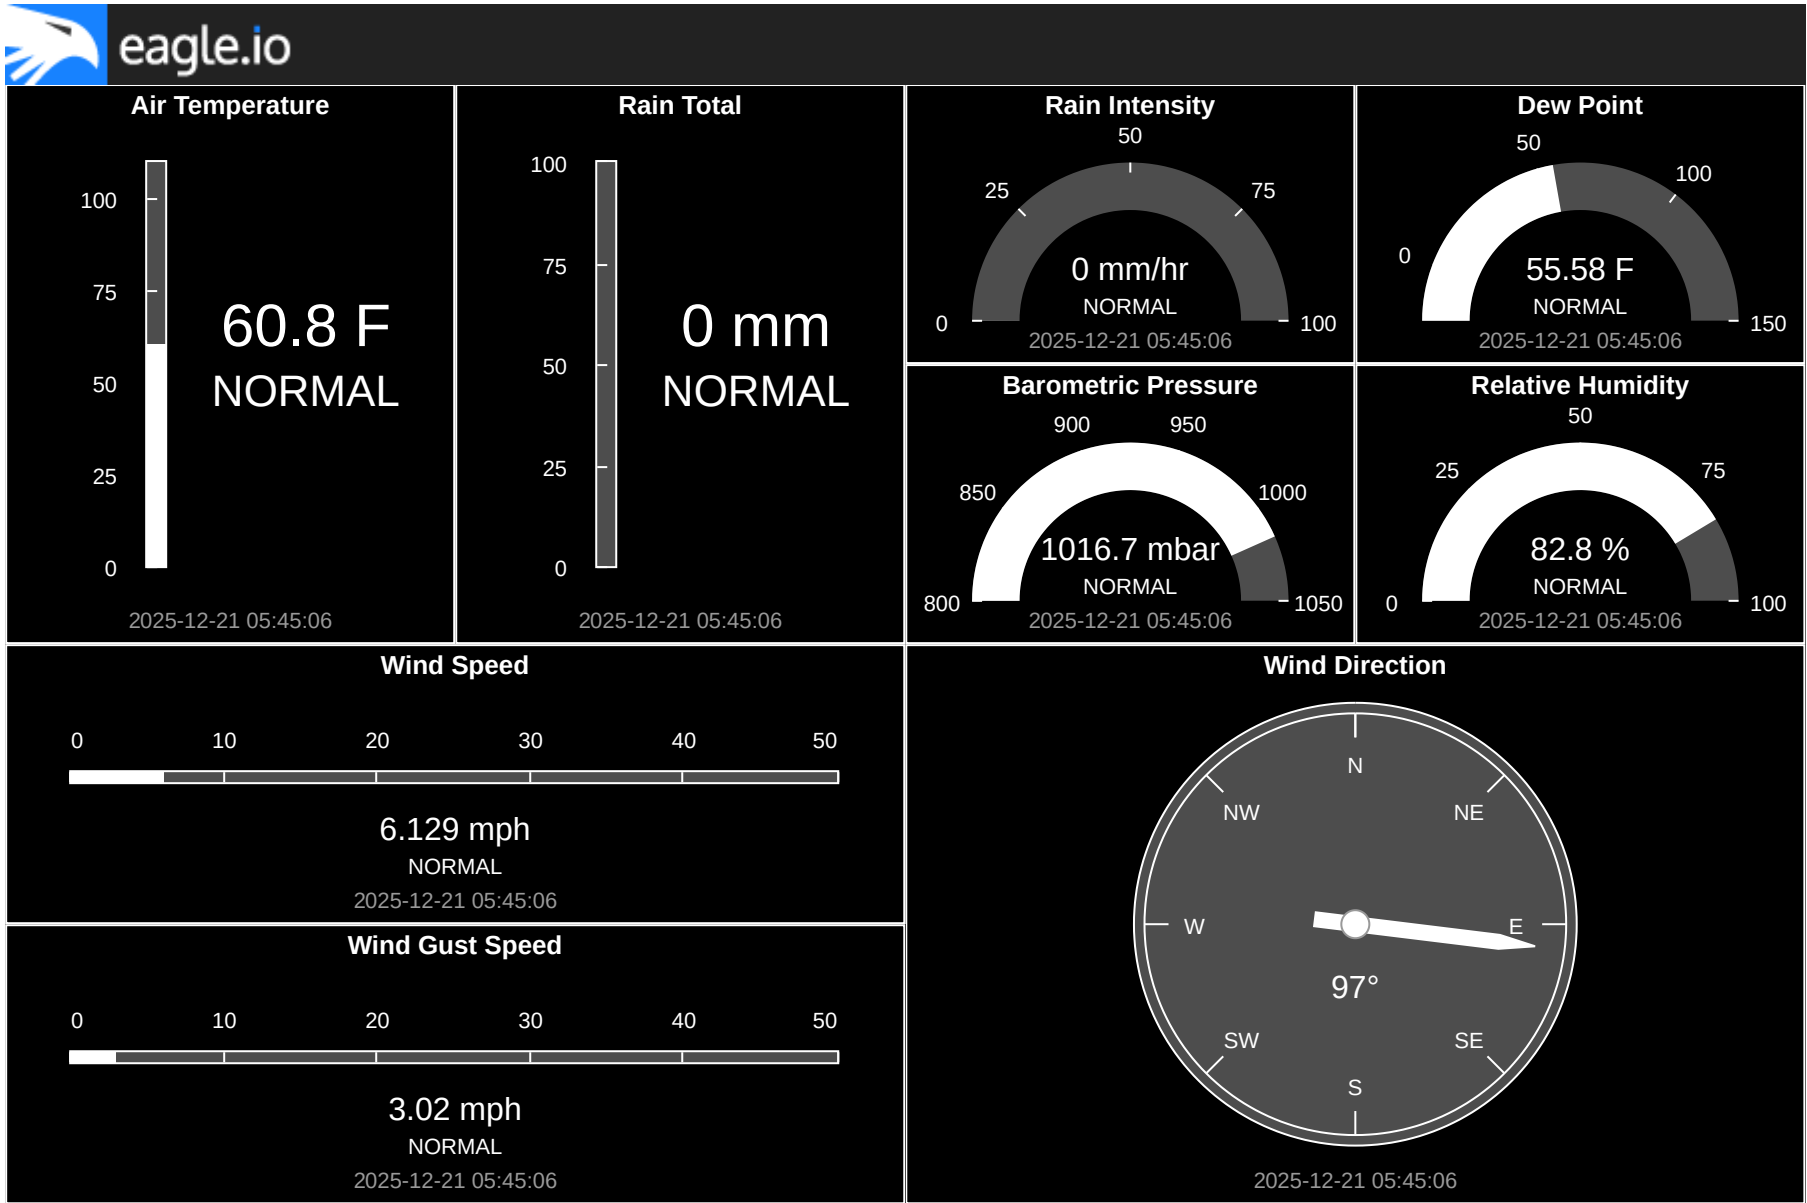 eagle.io
Air Temperature
100
75
50
25
0
60.8 F
NORMAL
2025-12-21 05:45:06
Rain Total
100
75
50
25
0
0 mm
NORMAL
2025-12-21 05:45:06
Rain Intensity
50
25
75
0
100
0 mm/hr
NORMAL
2025-12-21 05:45:06
Dew Point
50
100
0
150
55.58 F
NORMAL
2025-12-21 05:45:06
Barometric Pressure
900
950
850
1000
800
1050
1016.7 mbar
NORMAL
2025-12-21 05:45:06
Relative Humidity
50
25
75
0
100
82.8 %
NORMAL
2025-12-21 05:45:06
Wind Speed
0 10 20 30 40 50
6.129 mph
NORMAL
2025-12-21 05:45:06
Wind Gust Speed
0 10 20 30 40 50
3.02 mph
NORMAL
2025-12-21 05:45:06
Wind Direction
N
NW NE
W E
97°
SW SE
S
2025-12-21 05:45:06